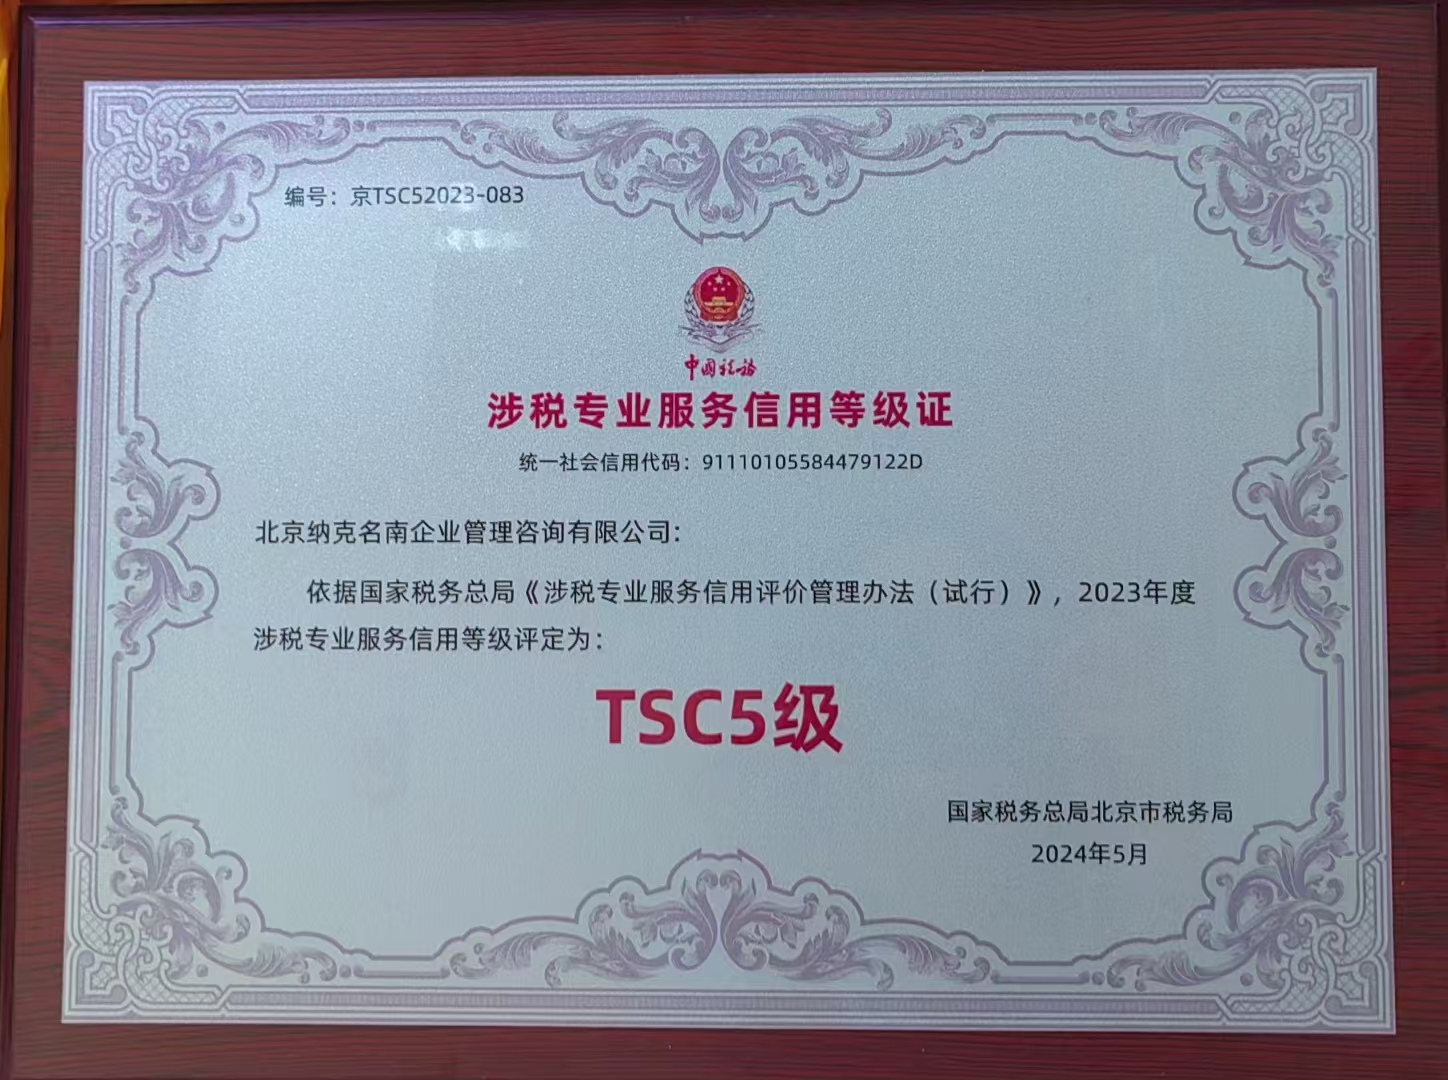 编号：京TSC52023-083
中国税务
涉税专业服务信用等级证
统一社会信用代码：91110105584479122D
北京纳克名南企业管理咨询有限公司：
依据国家税务总局《涉税专业服务信用评价管理办法（试行）》，2023年度
涉税专业服务信用等级评定为：
TSC5级
国家税务总局北京市税务局
2024年5月